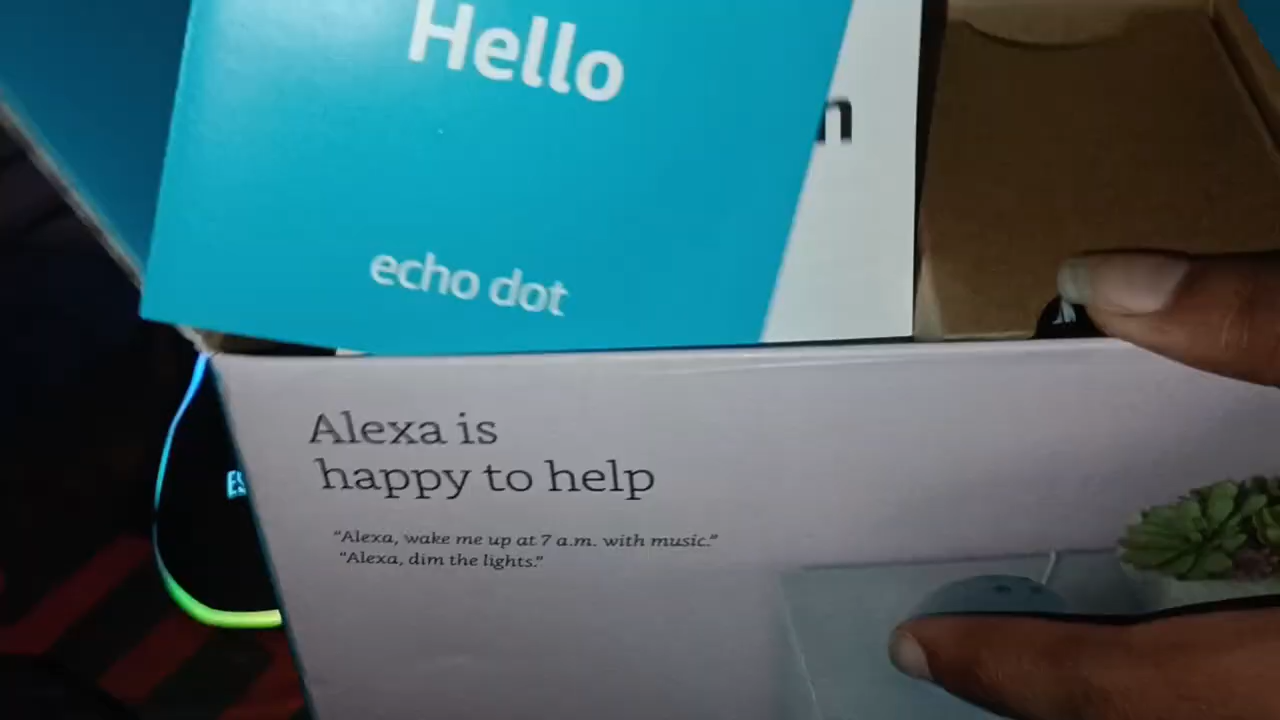 Hello
echo dot
n
Alexa is
happy to help
"Alexa, wake me up at 7 a.m. with music."
"Alexa, dim the lights."
ES